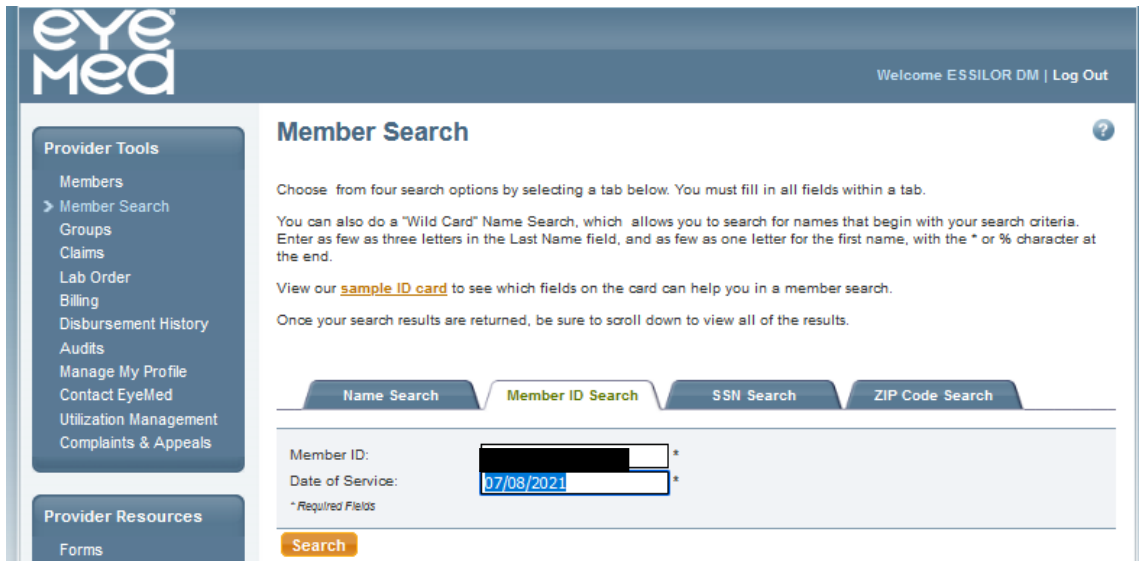 eye
Med
Welcome ESSILOR DM | Log Out
Provider Tools
Members
Member Search
Groups
Claims
Lab Order
Billing
Disbursement History
Audits
Manage My Profile
Contact EyeMed
Utilization Management
Complaints & Appeals
Provider Resources
Forms
Member Search
?
Choose from four search options by selecting a tab below. You must fill in all fields within a tab.
You can also do a "Wild Card" Name Search, which allows you to search for names that begin with your search criteria.
Enter as few as three letters in the Last Name field, and as few as one letter for the first name, with the * or % character at
the end.
View our sample ID card to see which fields on the card can help you in a member search.
Once your search results are returned, be sure to scroll down to view all of the results.
Name Search
Member ID Search
SSN Search
ZIP Code Search
Member ID: *
Date of Service: 07/08/2021 *
* Required Fields
Search